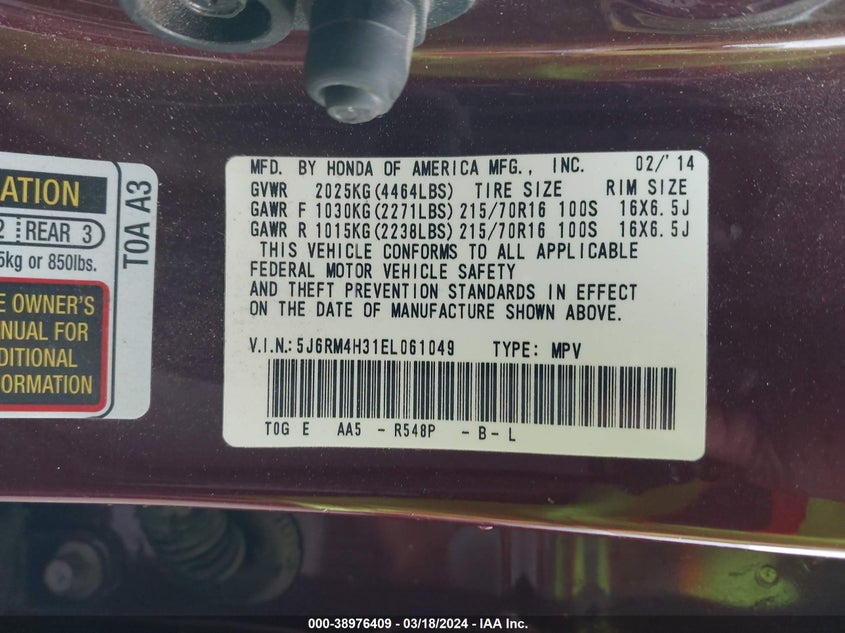 ATION
2 REAR 3
5kg or 850lbs.
E OWNER'S
NUAL FOR
DITIONAL
FORMATION
TOA A3
MFD. BY HONDA OF AMERICA MFG., INC. 02/'14
GVWR 2025KG(4464LBS) TIRE SIZE RIM SIZE
GAWR F 1030KG(2271LBS) 215/70R16 100S 16X6.5J
GAWR R 1015KG(2238LBS) 215/70R16 100S 16X6.5J
THIS VEHICLE CONFORMS TO ALL APPLICABLE
FEDERAL MOTOR VEHICLE SAFETY
AND THEFT PREVENTION STANDARDS IN EFFECT
ON THE DATE OF MANUFACTURE SHOWN ABOVE.
V.I.N.: 5J6RM4H31EL061049 TYPE: MPV
TOG E AA5 - R548P - B - L
000-38976409 - 03/18/2024 - IAA Inc.